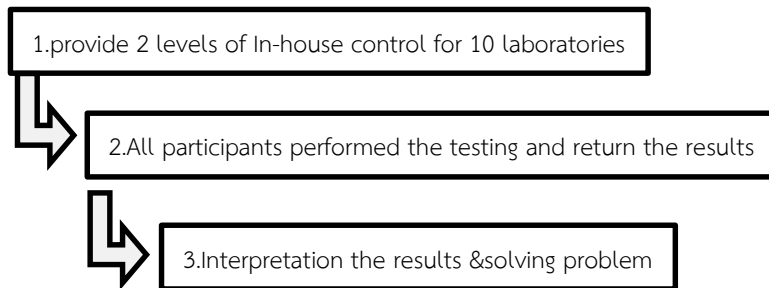 1.provide 2 levels of In-house control for 10 laboratories
2.All participants performed the testing and return the results
3.Interpretation the results &solving problem